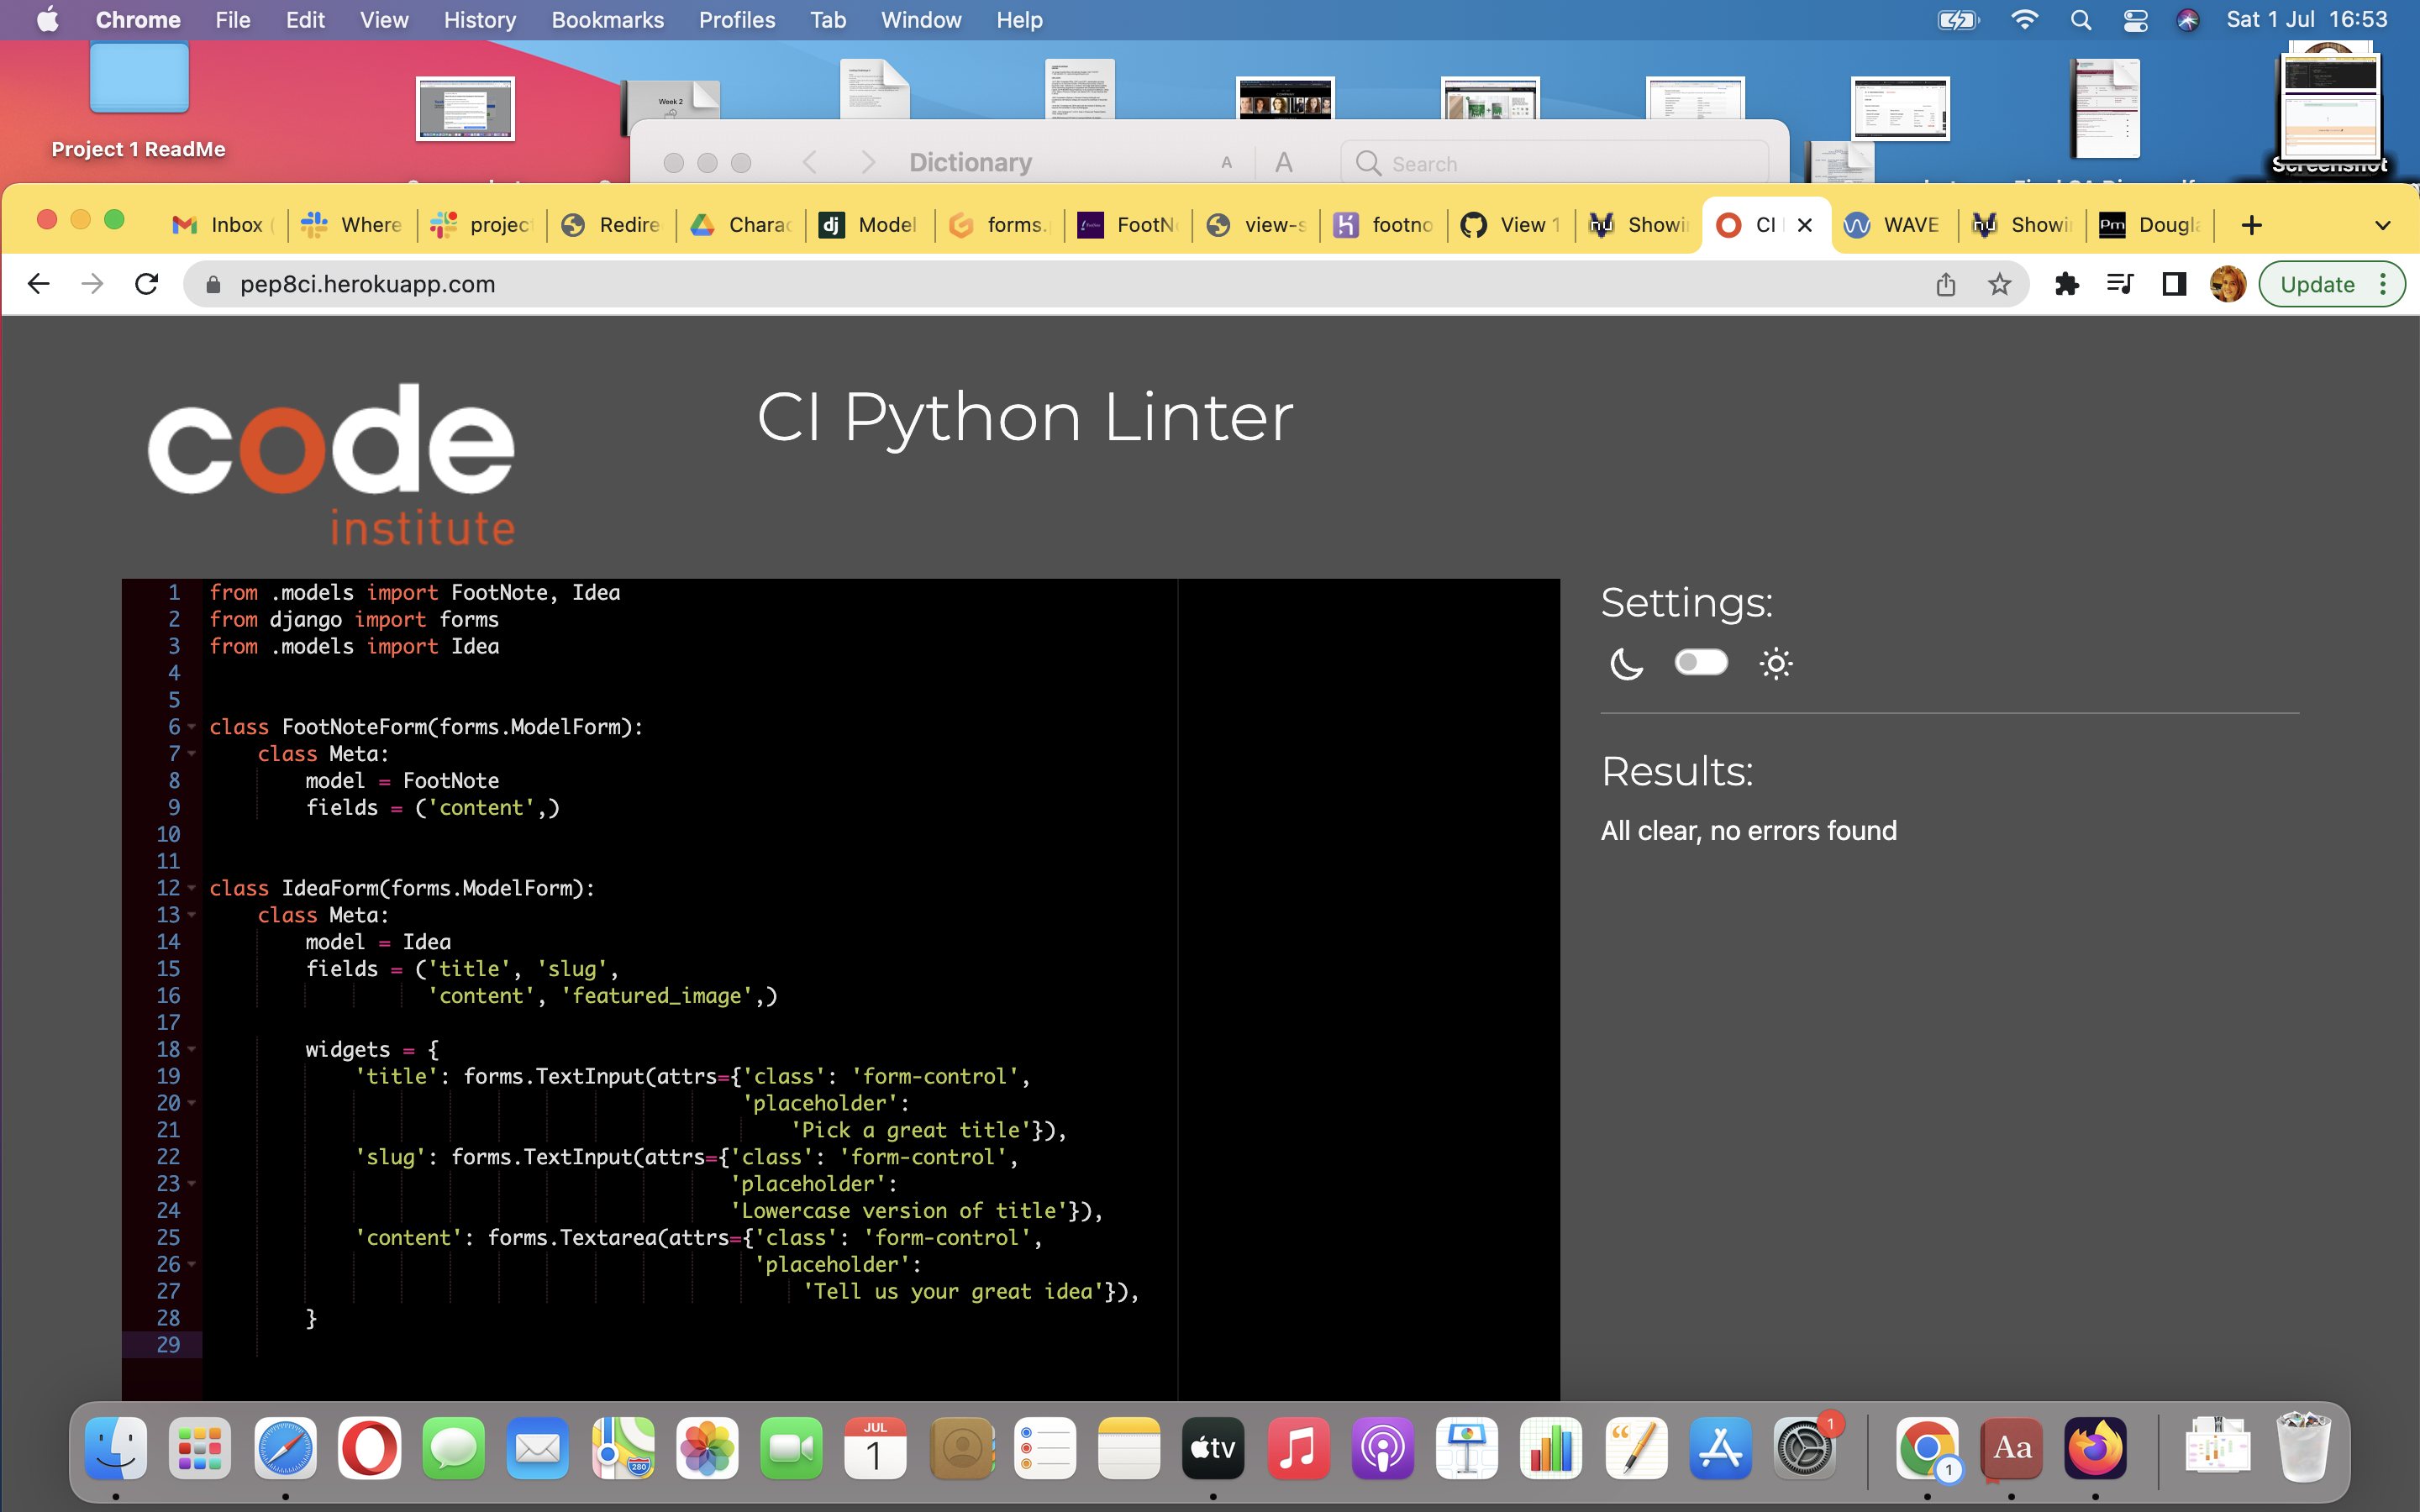 Chrome File Edit View History Bookmarks Profiles Tab Window Help Sat 1 Jul 16:53
Week 2
Project 1 ReadMe
Dictionary A A Search
Screenshot
Inbox Where projec Redire Charac Model forms. FootN view-s footno View 1 Showi CI WAVE Showi Dougla
pep8ci.herokuapp.com Update
code
institute
CI Python Linter
1 from .models import FootNote, Idea
2 from django import forms
3 from .models import Idea
4
5
6 class FootNoteForm(forms.ModelForm):
7     class Meta:
8         model = FootNote
9         fields = ('content',)
10
11
12 class IdeaForm(forms.ModelForm):
13     class Meta:
14         model = Idea
15         fields = ('title', 'slug',
16                   'content', 'featured_image',)
17
18         widgets = {
19             'title': forms.TextInput(attrs={'class': 'form-control',
20                                             'placeholder':
21                                                 'Pick a great title'}),
22             'slug': forms.TextInput(attrs={'class': 'form-control',
23                                            'placeholder':
24                                            'Lowercase version of title'}),
25             'content': forms.Textarea(attrs={'class': 'form-control',
26                                              'placeholder':
27                                                  'Tell us your great idea'}),
28         }
29
Settings:
Results:
All clear, no errors found
JUL
1
280
tv
1
1
Aa